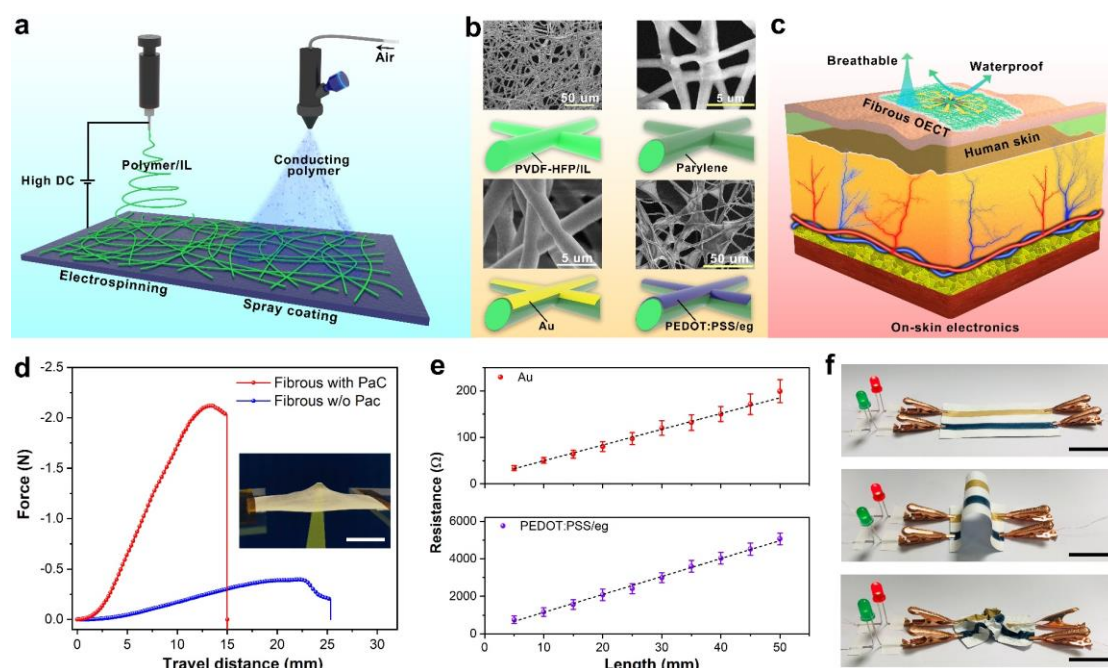 a
Air
Polymer/IL
Conducting
polymer
High DC
Electrospinning
Spray coating
b
50 um
5 um
PVDF-HFP/IL
Parylene
5 um
50 um
Au
PEDOT:PSS/eg
c
Breathable
Waterproof
Fibrous OECT
Human skin
On-skin electronics
d
-2.5
-2.0
-1.5
-1.0
-0.5
0.0
Force (N)
Fibrous with PaC
Fibrous w/o Pac
0 5 10 15 20 25 30
Travel distance (mm)
e
Resistance (Ω)
200
100
0
Au
6000
4000
2000
0
PEDOT:PSS/eg
0 10 20 30 40 50
Length (mm)
f